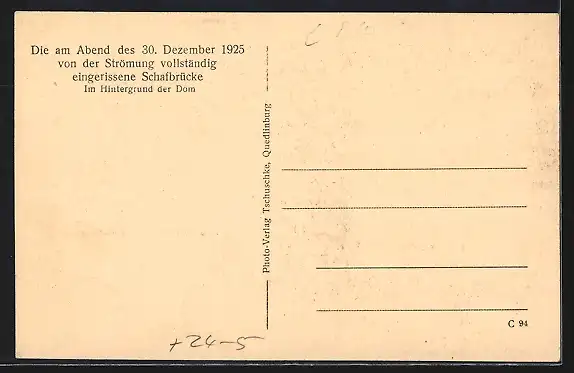 Die am Abend des 30. Dezember 1925
von der Strömung vollständig
eingerissene Schafbrücke
Im Hintergrund der Dom
Photo-Verlag Tzschuschke, Quedlinburg
C 94
+24-5